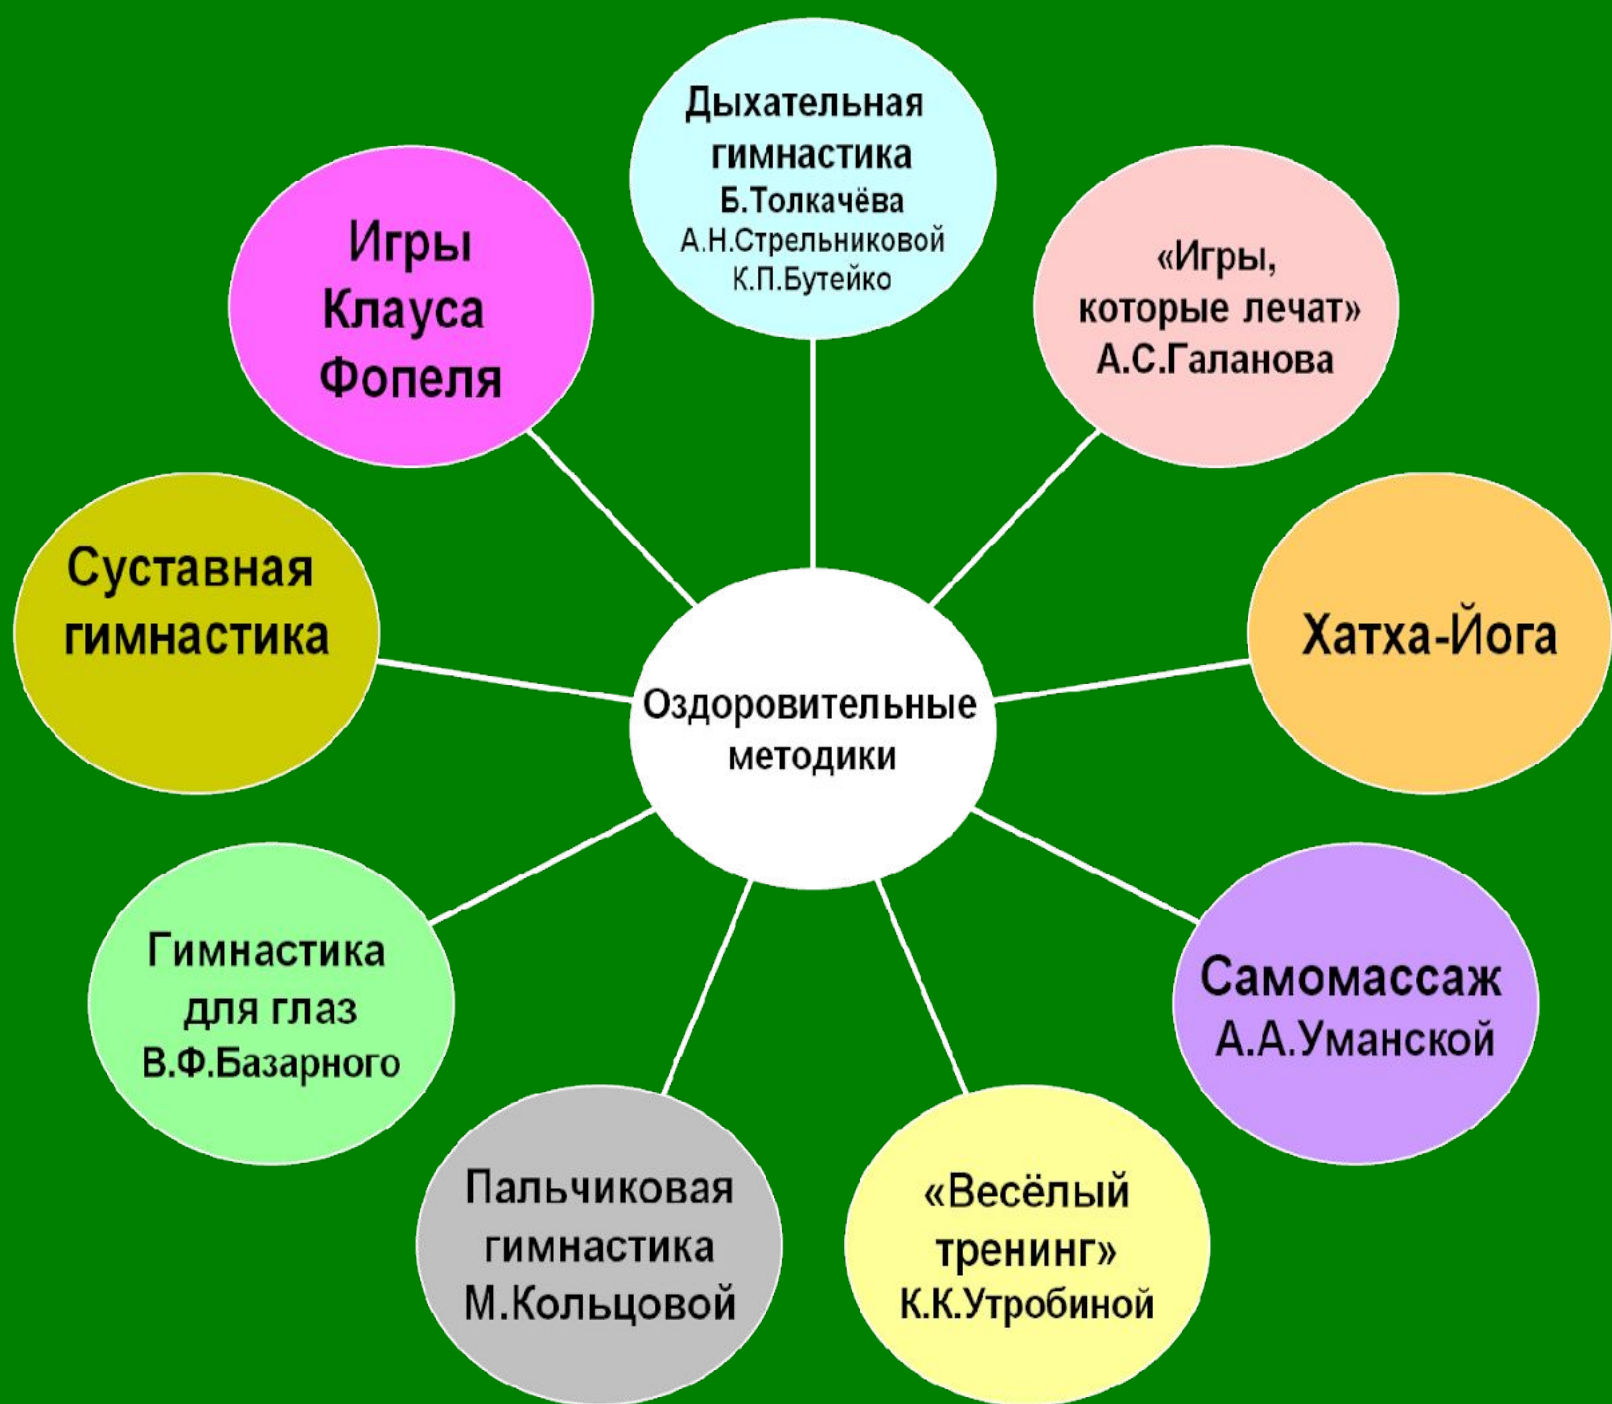 Дыхательная
гимнастика
Б.Толкачёва
А.Н.Стрельниковой
К.П.Бутейко
Игры
Клауса
Фопеля
«Игры,
которые лечат»
А.С.Галанова
Суставная
гимнастика
Хатха-Йога
Оздоровительные
методики
Гимнастика
для глаз
В.Ф.Базарного
Самомассаж
А.А.Уманской
Пальчиковая
гимнастика
М.Кольцовой
«Весёлый
тренинг»
К.К.Утробиной